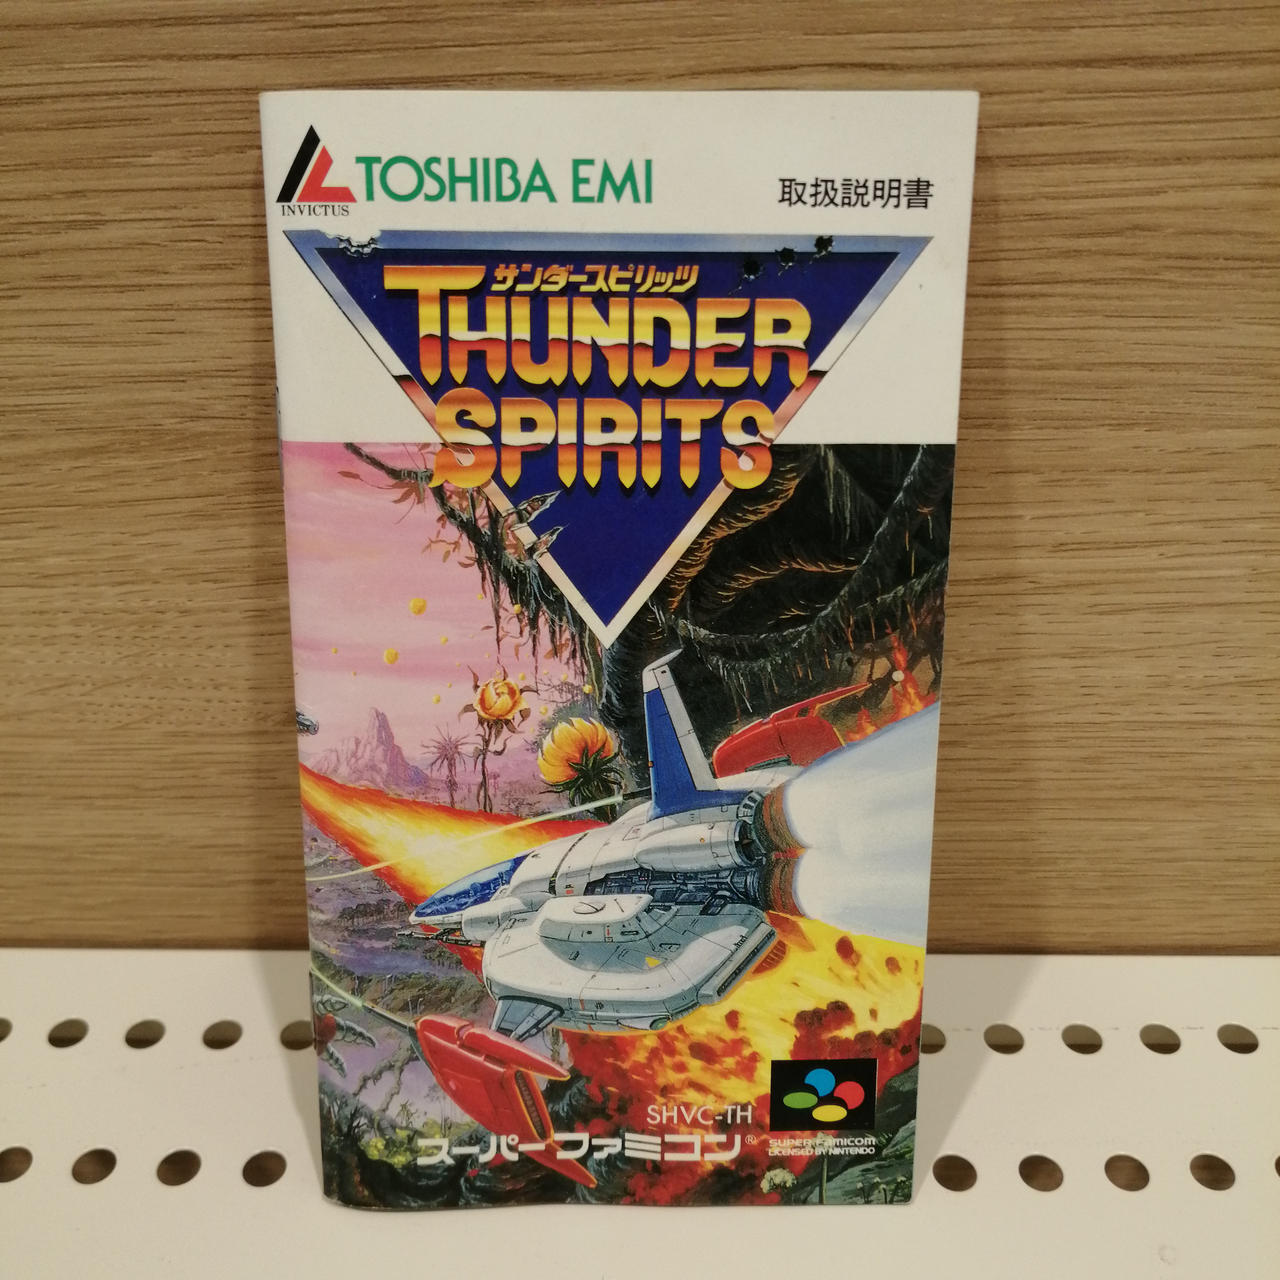 TOSHIBA EMI
INVICTUS
取扱説明書
サンダースピリッツ
THUNDER
SPIRITS
SHVC-TH
スーパーファミコン®
SUPER FAMICOM
LICENSED BY NINTENDO